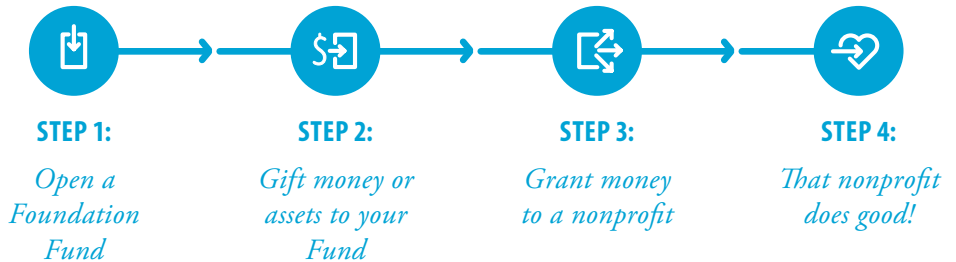 STEP 1:
Open a
Foundation
Fund
STEP 2:
Gift money or
assets to your
Fund
STEP 3:
Grant money
to a nonprofit
STEP 4:
That nonprofit
does good!